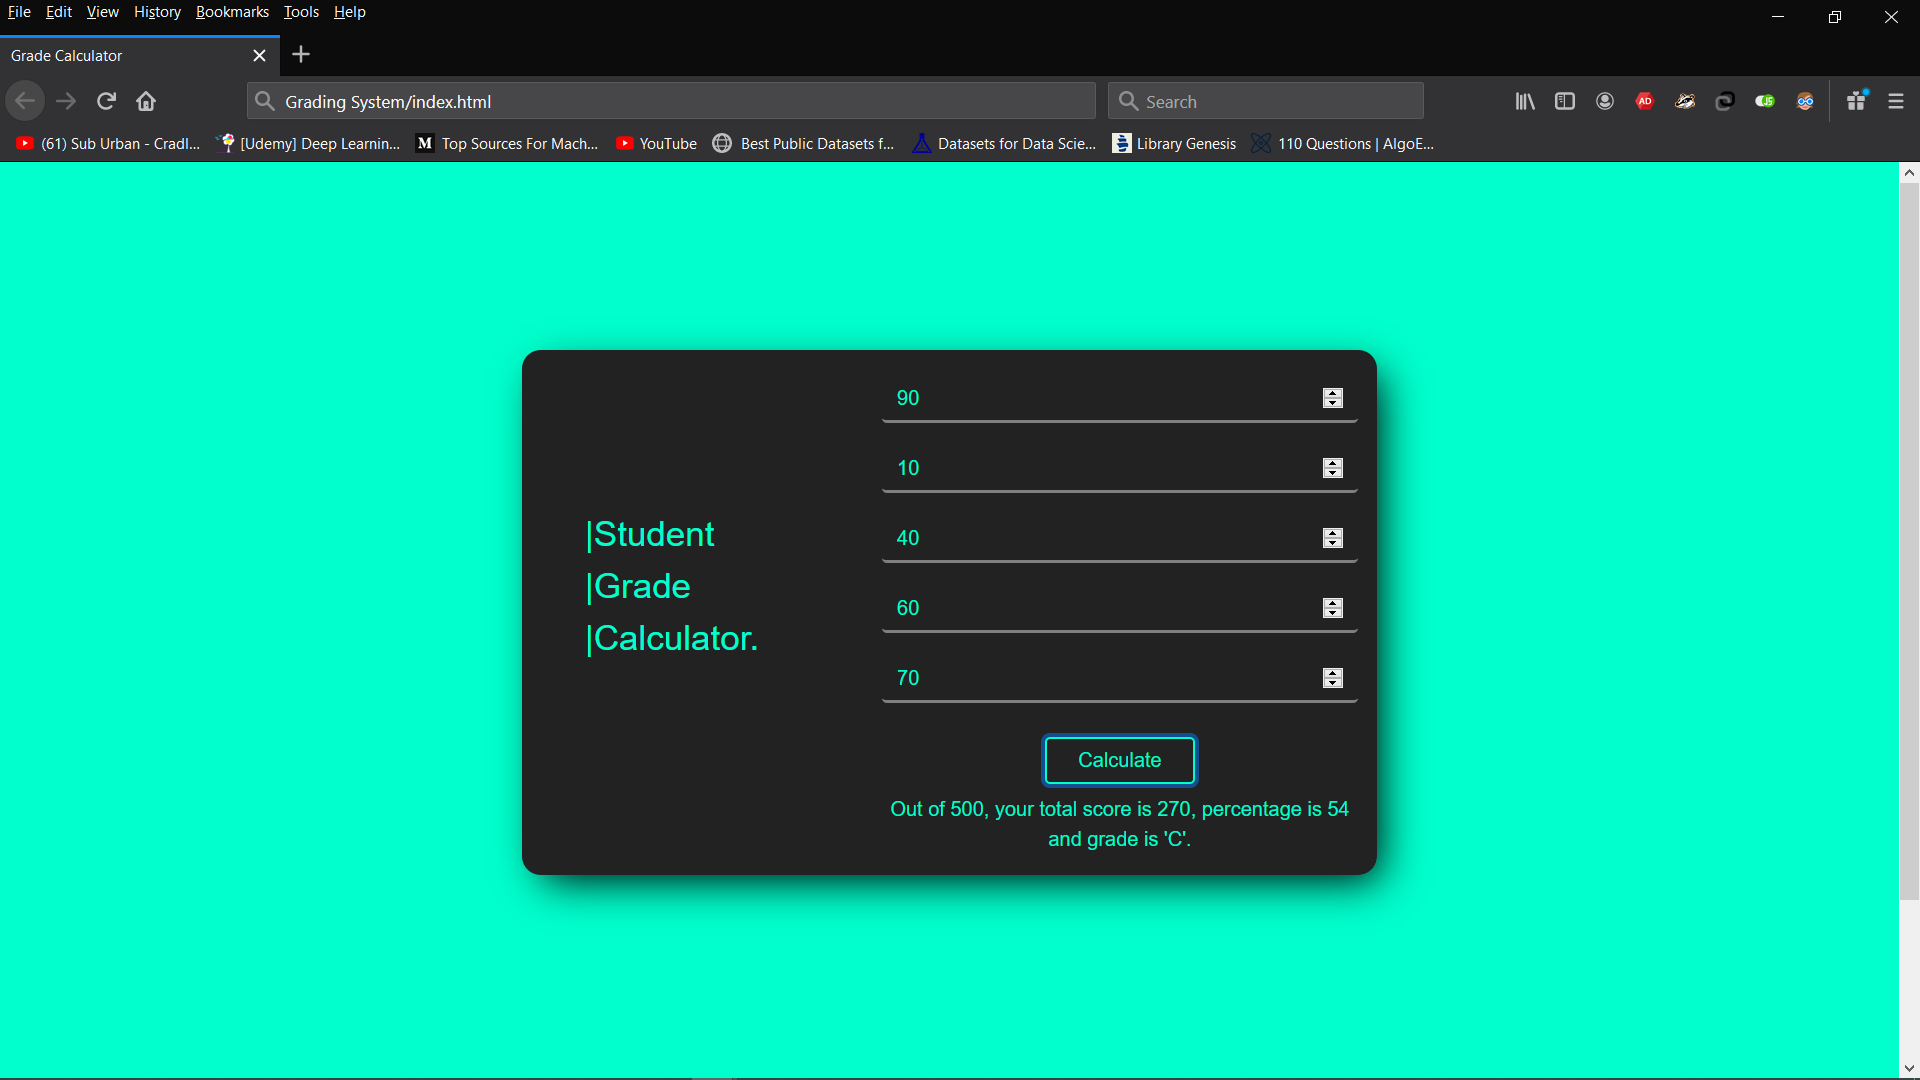 File Edit View History Bookmarks Tools Help
Grade Calculator
Grading System/index.html
Search
AD
JS
(61) Sub Urban - Cradl...
[Udemy] Deep Learnin...
M Top Sources For Mach...
YouTube
Best Public Datasets f...
Datasets for Data Scie...
Library Genesis
110 Questions | AlgoE...
90
10
40
60
70
|Student
|Grade
|Calculator.
Calculate
Out of 500, your total score is 270, percentage is 54
and grade is 'C'.